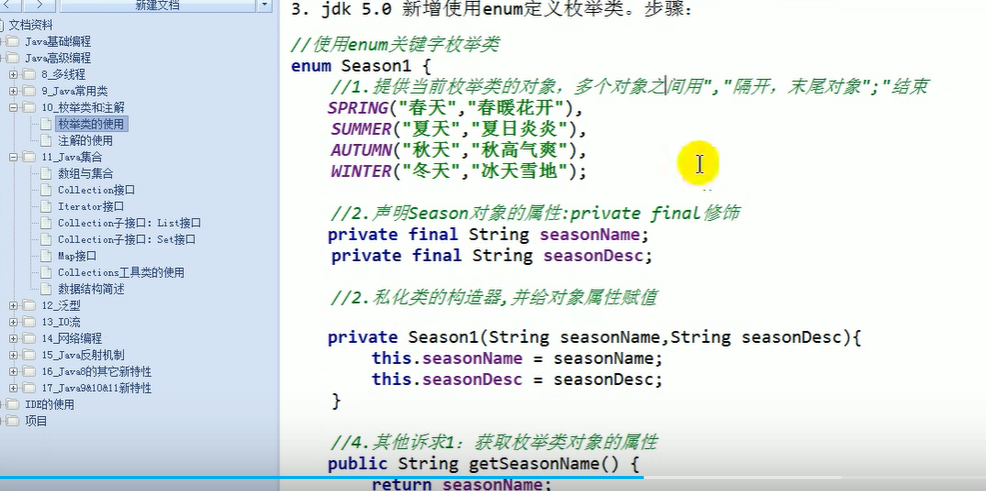 新建文档
文档资料
Java基础编程
Java高级编程
8_多线程
9_Java常用类
10_枚举类和注解
枚举类的使用
注解的使用
11_Java集合
数组与集合
Collection接口
Iterator接口
Collection子接口：List接口
Collection子接口：Set接口
Map接口
Collections工具类的使用
数据结构简述
12_泛型
13_IO流
14_网络编程
15_Java反射机制
16_Java8的其它新特性
17_Java9&10&11新特性
IDE的使用
项目
3. jdk 5.0 新增使用enum定义枚举类。步骤：
//使用enum关键字枚举类
enum Season1 {
//1.提供当前枚举类的对象，多个对象之间用","隔开，末尾对象";"结束
SPRING("春天","春暖花开"),
SUMMER("夏天","夏日炎炎"),
AUTUMN("秋天","秋高气爽"),
WINTER("冬天","冰天雪地");
//2.声明Season对象的属性:private final修饰
private final String seasonName;
private final String seasonDesc;
//2.私化类的构造器,并给对象属性赋值
private Season1(String seasonName,String seasonDesc){
this.seasonName = seasonName;
this.seasonDesc = seasonDesc;
}
//4.其他诉求1：获取枚举类对象的属性
public String getSeasonName() {
return seasonName;